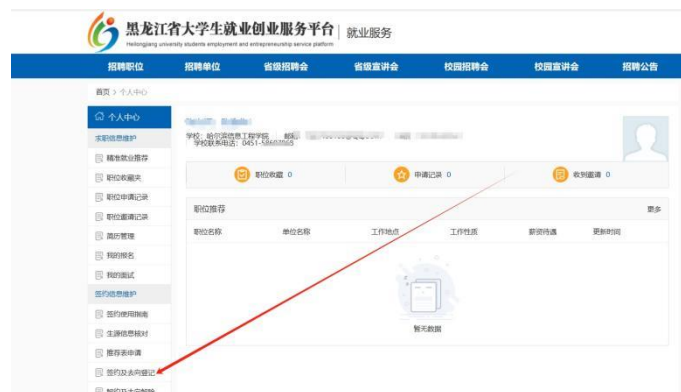 黑龙江省大学生就业创业服务平台 就业服务
Heilongjiang university students employment and entrepreneurship service platform
招聘职位 招聘单位 省级招聘会 省级宣讲会 校园招聘会 校园宣讲会 招聘公告
首页 > 个人中心
个人中心
求职信息维护
学校：哈尔滨信息工程学院 邮箱：
学校联系电话：0451-58607068
精准就业推荐
职位收藏夹
职位收藏 0 申请记录 0 收到邀请 0
职位申请记录
职位邀请记录
职位推荐 更多
简历管理
职位名称 单位名称 工作地点 工作性质 薪资待遇 更新时间
我的报名
我的面试
签约信息维护
签约使用指南
生源信息核对
暂无数据
推荐表申请
签约及去向登记